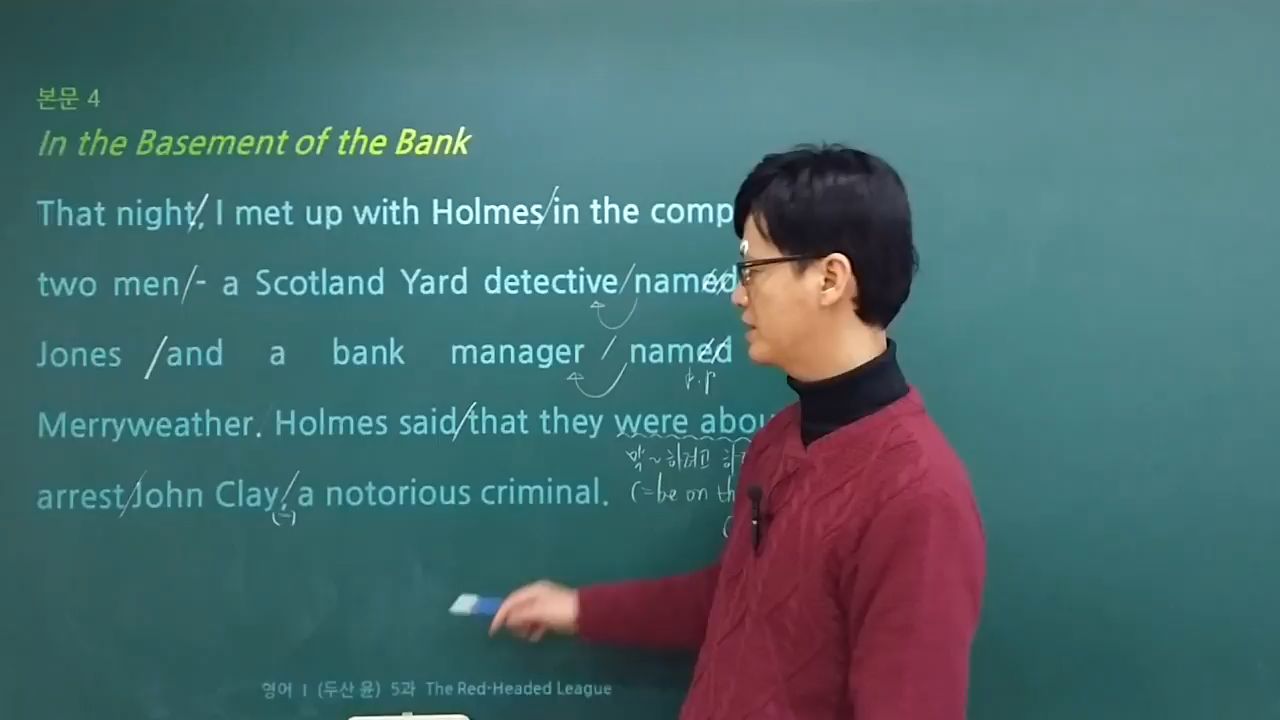 본문 4
In the Basement of the Bank
That night, I met up with Holmes in the comp
two men - a Scotland Yard detective named
Jones and a bank manager named
p.p
Merryweather. Holmes said that they were abou
막 ~ 하려고 하
arrest John Clay, a notorious criminal.
(=be on th
(=)
영어 I (두산 윤) 5과 The Red-Headed League